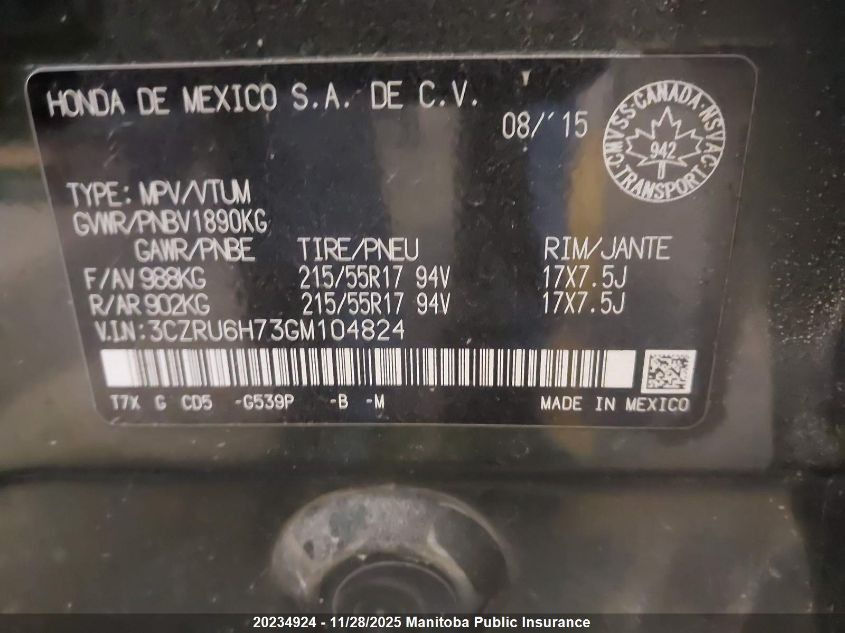 HONDA DE MEXICO S.A. DE C.V.
08/'15
CMVSS·CANADA·NSVAC·TRANSPORT·
942
TYPE: MPV/VTUM
GVWR/PNBV1890KG
GAWR/PNBE TIRE/PNEU RIM/JANTE
F/AV 988KG 215/55R17 94V 17X7.5J
R/AR 902KG 215/55R17 94V 17X7.5J
V.I.N: 3CZRU6H73GM104824
T7X G CD5 -G539P -B -M MADE IN MEXICO
20234924 - 11/28/2025 Manitoba Public Insurance